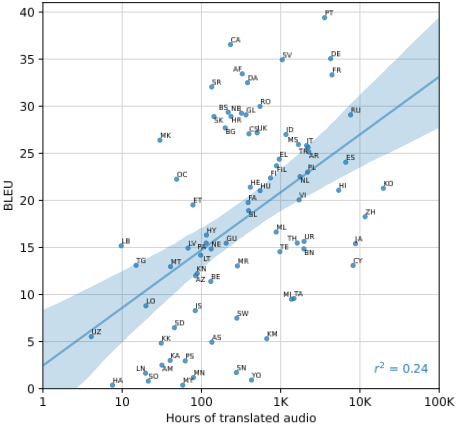 40
35
30
25
20
15
10
5
0
BLEU
1
10
100
1K
10K
100K
Hours of translated audio
r² = 0.24
PT
CA
SV
DE
FR
AF
DA
SR
RO
BS
NB
GL
SK
HR
BG
CS
UK
RU
MK
ID
MS
IT
TR
AR
EL
ES
FIL
PL
OC
FI
NL
HE
HU
HI
KO
ET
FA
SL
VI
ZH
HY
ML
LB
LV
PA
NE
GU
TH
UR
JA
TE
BN
LT
TG
MT
MR
CY
KN
AZ
BE
LO
IS
MI
TA
SW
SD
UZ
KK
AS
KM
KA
PS
LN
AM
SO
MN
SN
YO
HA
MY